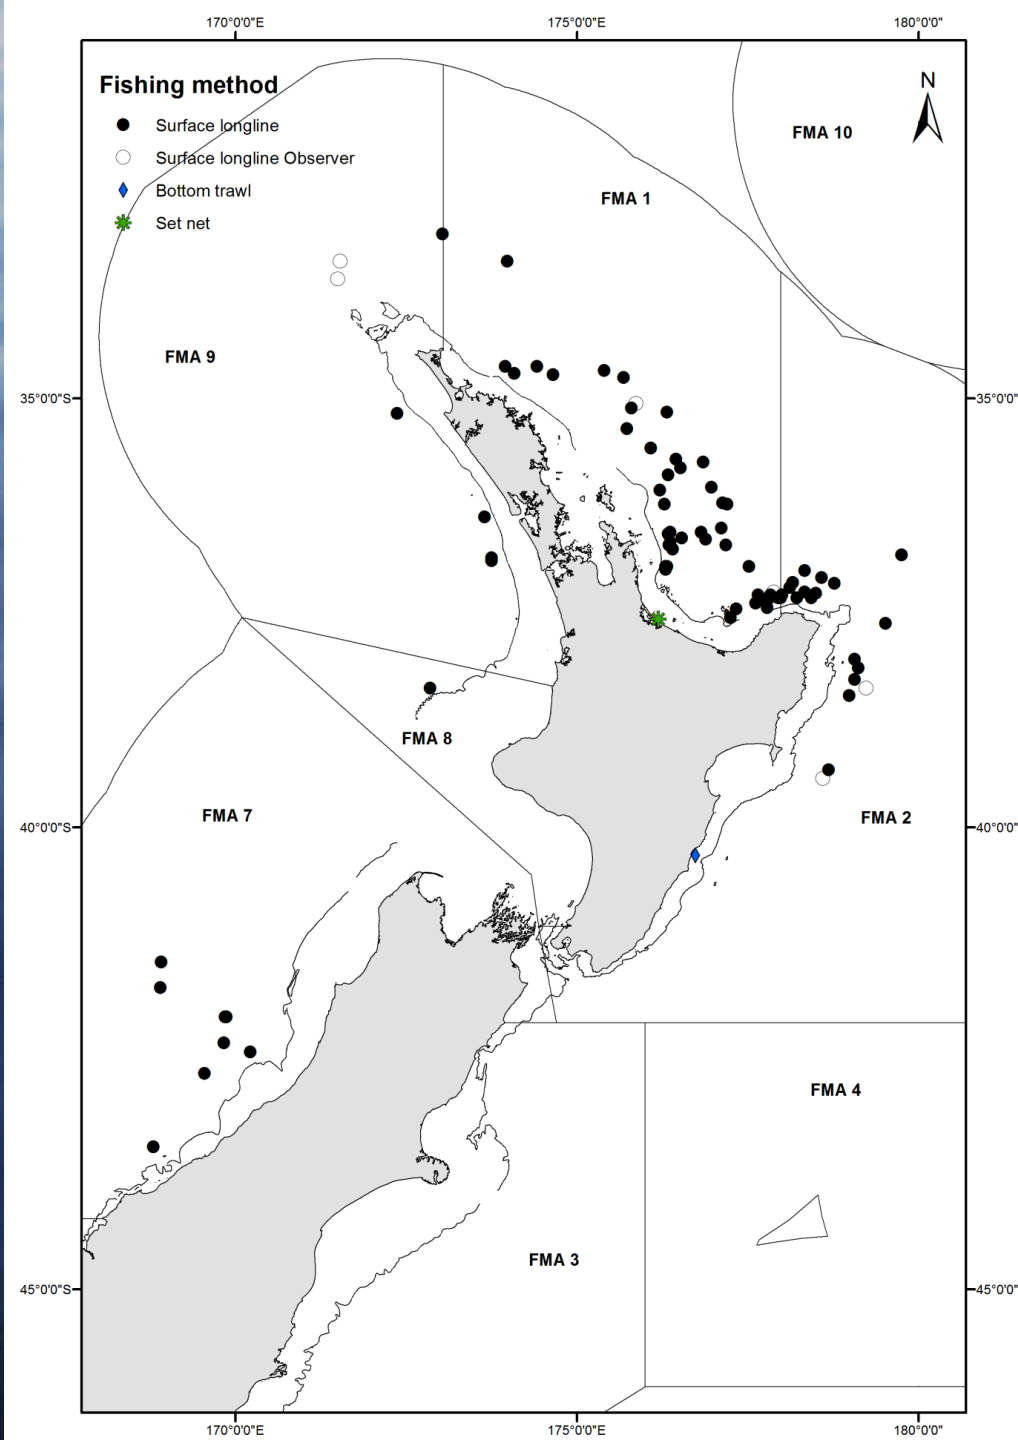 170°0'0"E 175°0'0"E 180°0'0"
Fishing method
Surface longline
Surface longline Observer
Bottom trawl
Set net
N
FMA 10
FMA 1
FMA 9
35°0'0"S 35°0'0"
FMA 8
FMA 7
FMA 2
40°0'0"S 40°0'0"
FMA 4
FMA 3
45°0'0"S 45°0'0"
170°0'0"E 175°0'0"E 180°0'0"